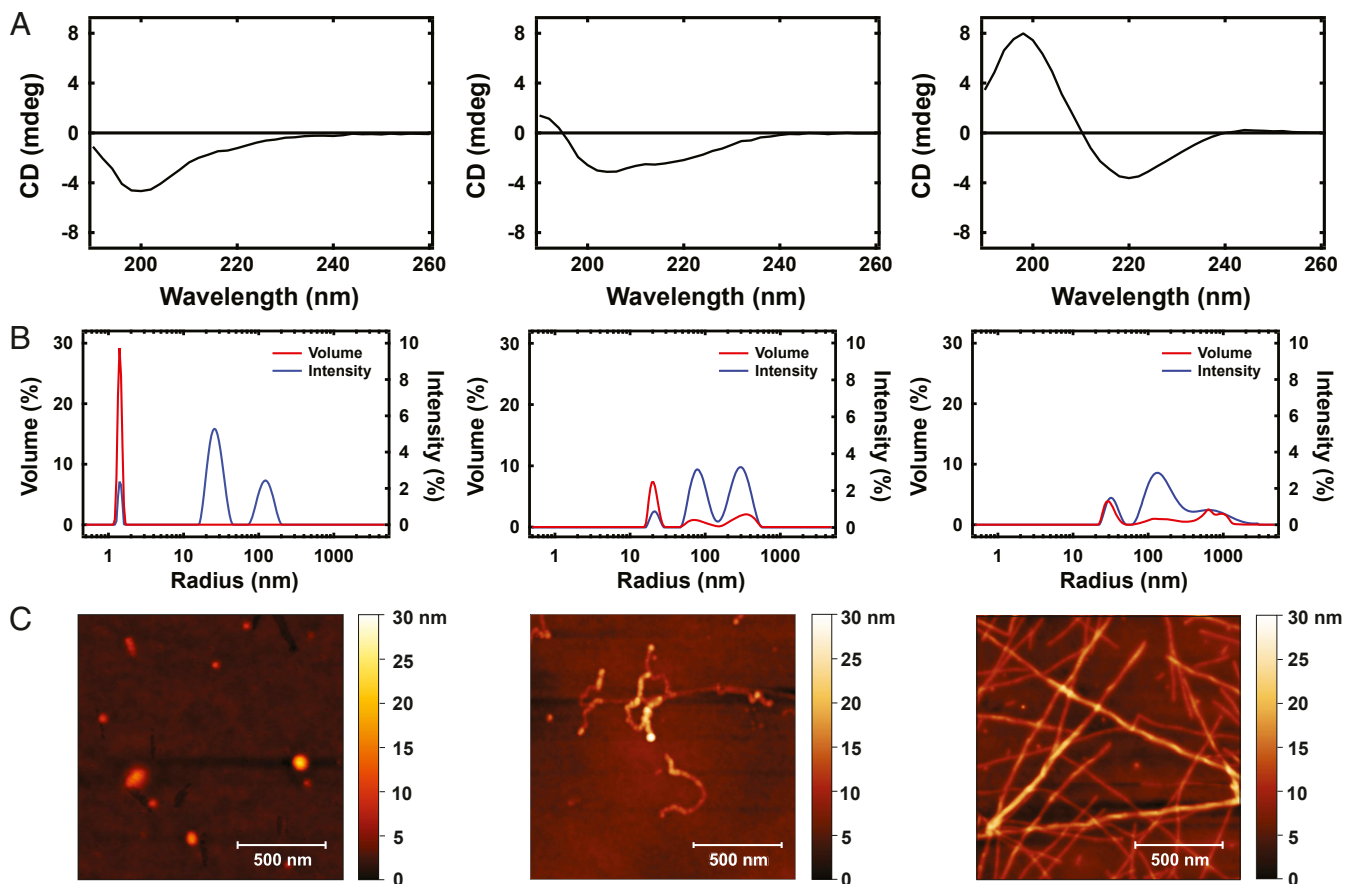 A
CD (mdeg)
8
4
0
-4
-8
200
220
240
260
Wavelength (nm)
CD (mdeg)
8
4
0
-4
-8
200
220
240
260
Wavelength (nm)
CD (mdeg)
8
4
0
-4
-8
200
220
240
260
Wavelength (nm)
B
Volume (%)
30
20
10
0
Volume
Intensity
10
8
6
4
2
0
Intensity (%)
1
10
100
1000
Radius (nm)
Volume (%)
30
20
10
0
Volume
Intensity
10
8
6
4
2
0
Intensity (%)
1
10
100
1000
Radius (nm)
Volume (%)
30
20
10
0
Volume
Intensity
10
8
6
4
2
0
Intensity (%)
1
10
100
1000
Radius (nm)
C
500 nm
30 nm
25
20
15
10
5
0
500 nm
30 nm
25
20
15
10
5
0
500 nm
30 nm
25
20
15
10
5
0